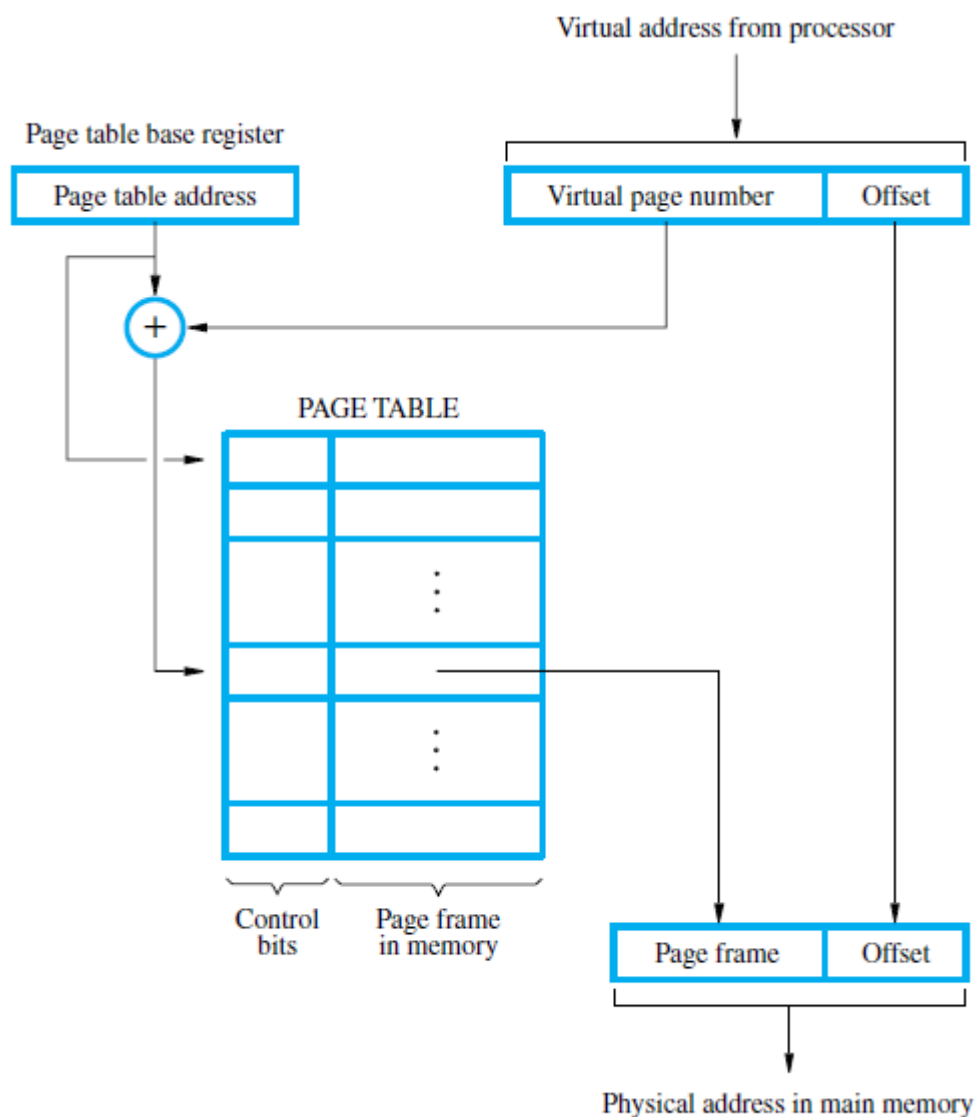 Virtual address from processor
Page table base register
Page table address
Virtual page number
Offset
+
PAGE TABLE
Control
bits
Page frame
in memory
Page frame
Offset
Physical address in main memory